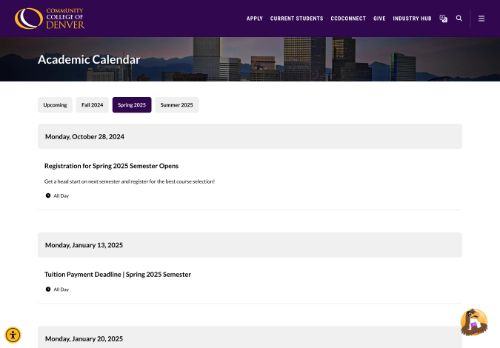 COMMUNITY
COLLEGE OF
DENVER
APPLY CURRENT STUDENTS CCDCONNECT GIVE INDUSTRY HUB
Academic Calendar
Upcoming Fall 2024 Spring 2025 Summer 2025
Monday, October 28, 2024
Registration for Spring 2025 Semester Opens
Get a head start on next semester and register for the best course selection!
All Day
Monday, January 13, 2025
Tuition Payment Deadline | Spring 2025 Semester
All Day
Monday, January 20, 2025